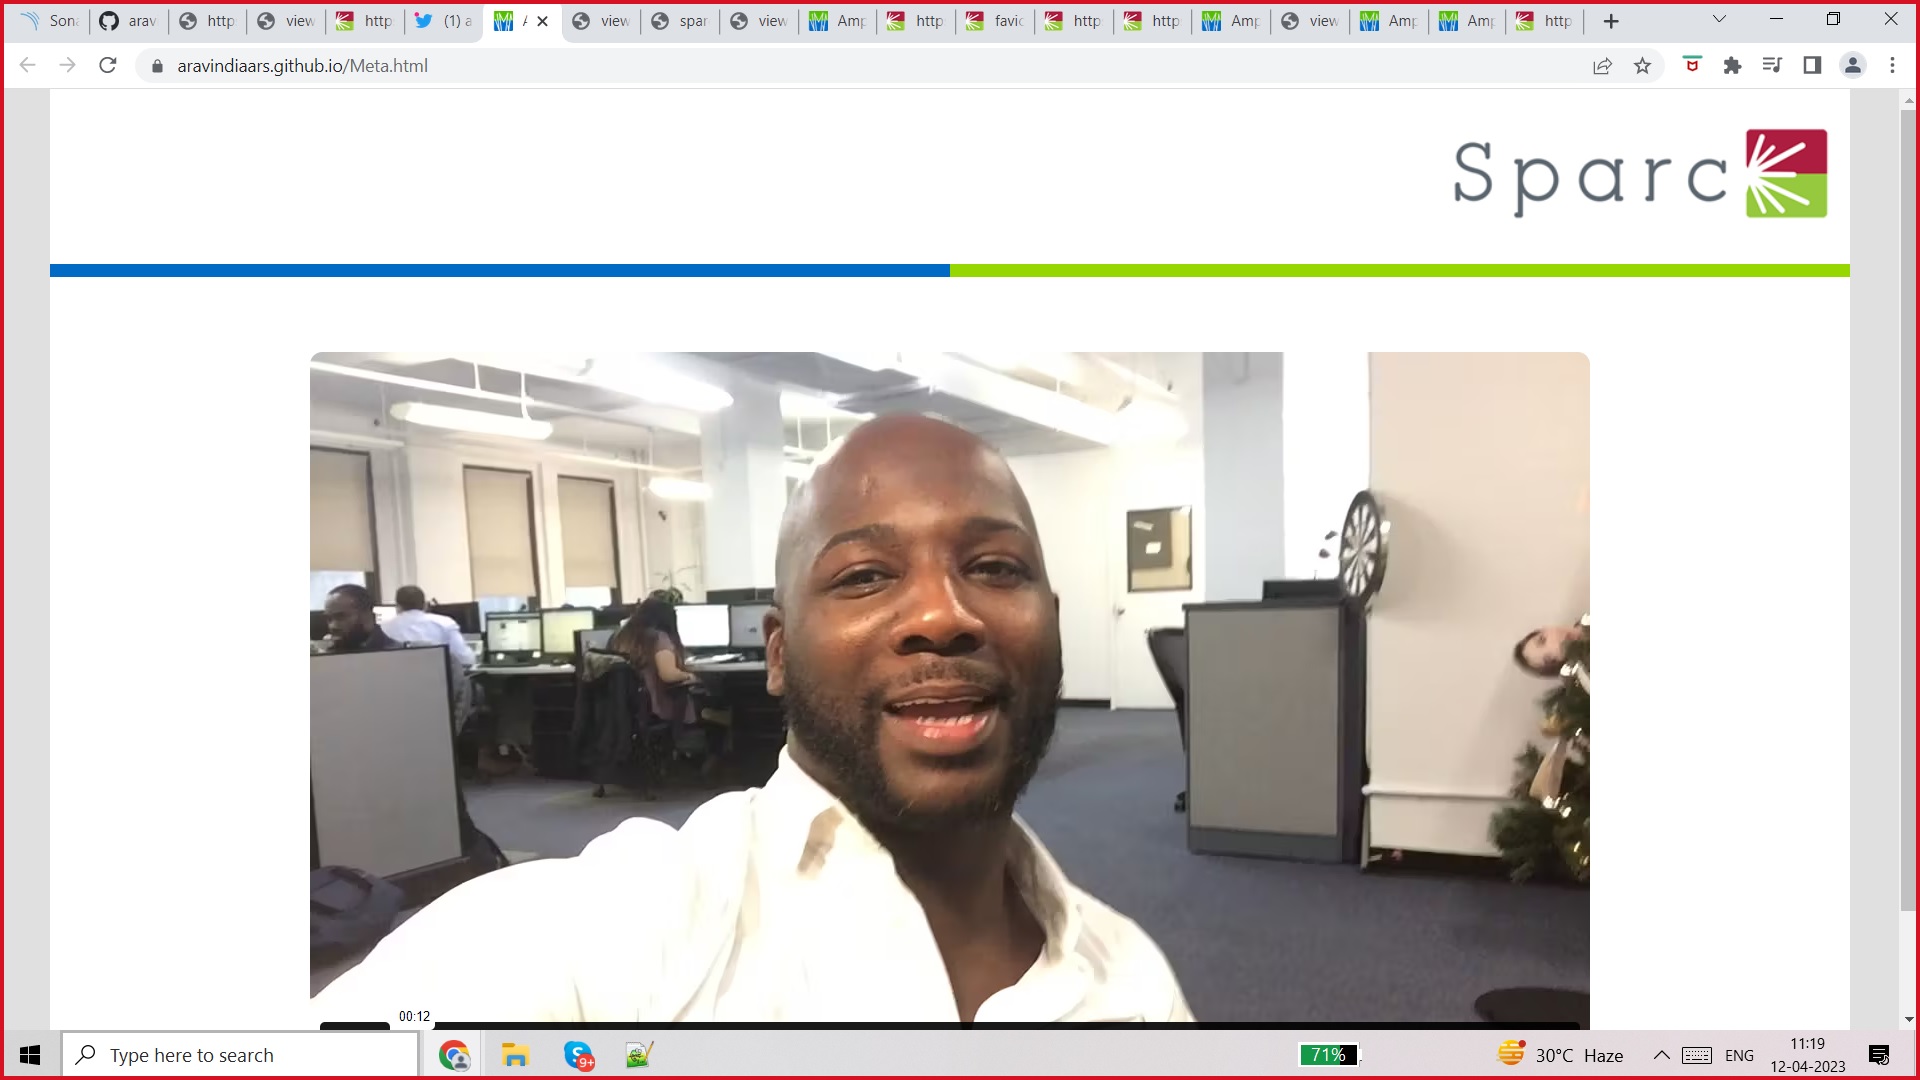 Son
arav
http
view
http
(1) a
A
view
spar
view
Amp
http
favic
http
http
Amp
view
Amp
Amp
http
aravindiaars.github.io/Meta.html
Sparc
00:12
Type here to search
9+
71%
30°C Haze
ENG
11:19
12-04-2023